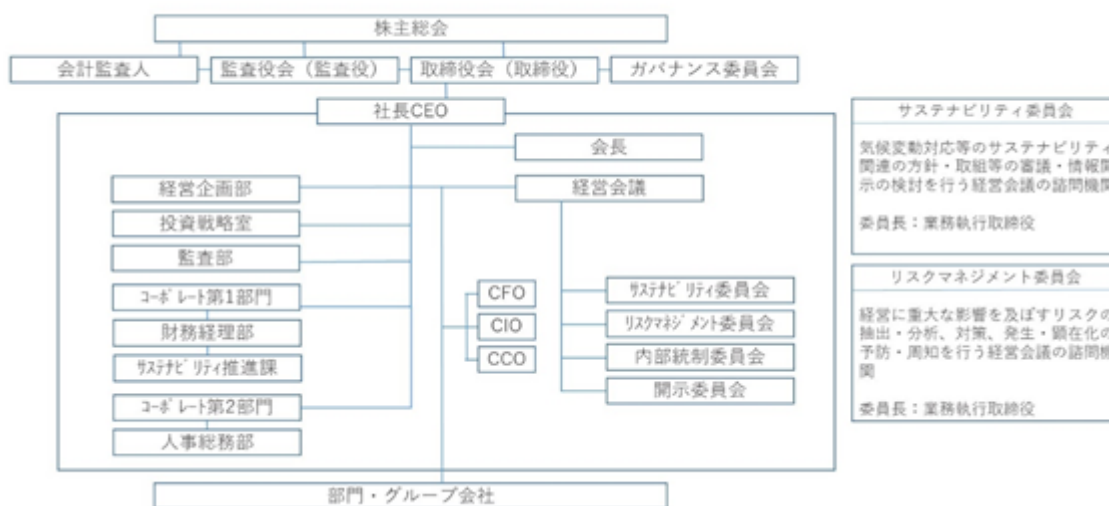 株主総会
会計監査人
監査役会（監査役）
取締役会（取締役）
ガバナンス委員会
社長CEO
会長
経営企画部
経営会議
投資戦略室
監査部
ｺｰﾎﾟﾚｰﾄ第1部門
財務経理部
ｻｽﾃﾅﾋﾞﾘﾃｨ推進課
ｺｰﾎﾟﾚｰﾄ第2部門
人事総務部
CFO
CIO
CCO
ｻｽﾃﾅﾋﾞﾘﾃｨ委員会
ﾘｽｸﾏﾈｼﾞﾒﾝﾄ委員会
内部統制委員会
開示委員会
部門・グループ会社
サステナビリティ委員会
気候変動対応等のサステナビリティ
関連の方針・取組等の審議・情報開
示の検討を行う経営会議の諮問機関
委員長：業務執行取締役
リスクマネジメント委員会
経営に重大な影響を及ぼすリスクの
抽出・分析、対策、発生・顕在化の
予防・周知を行う経営会議の諮問機
関
委員長：業務執行取締役